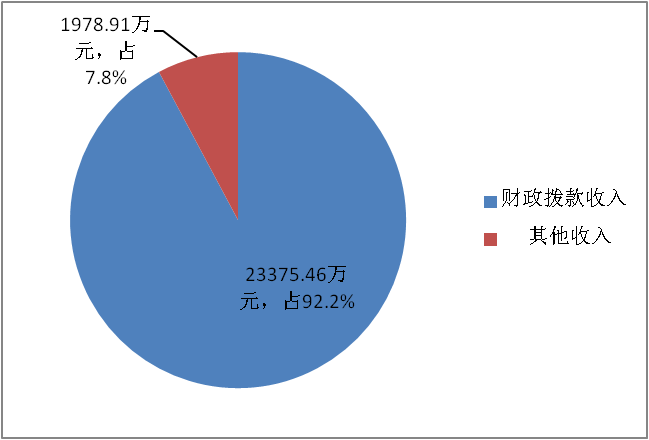 1978.91万
元，占
7.8%
23375.46万
元，占92.2%
财政拨款收入
其他收入